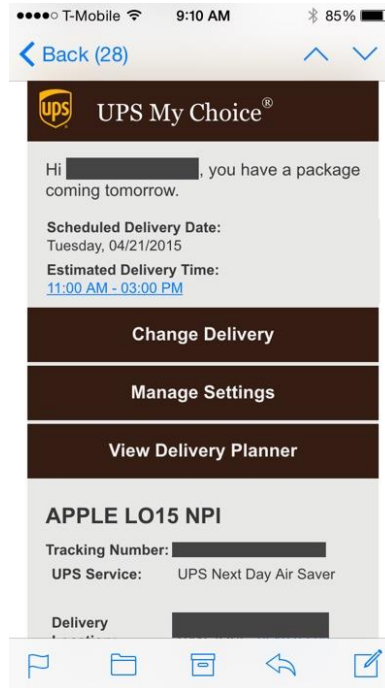 T-Mobile 9:10 AM 85%
Back (28)
ups UPS My Choice®
Hi , you have a package
coming tomorrow.
Scheduled Delivery Date:
Tuesday, 04/21/2015
Estimated Delivery Time:
11:00 AM - 03:00 PM
Change Delivery
Manage Settings
View Delivery Planner
APPLE LO15 NPI
Tracking Number:
UPS Service: UPS Next Day Air Saver
Delivery